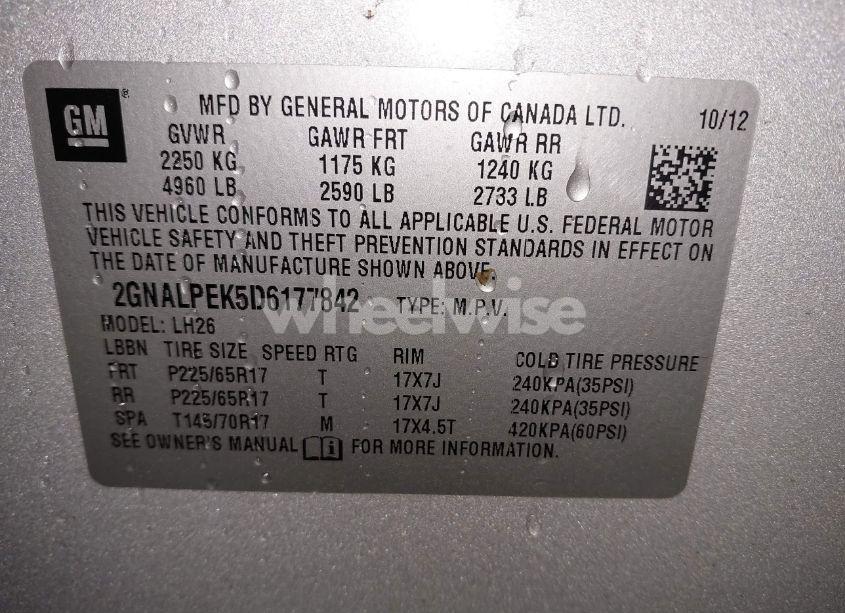 GM ® MFD BY GENERAL MOTORS OF CANADA LTD. 10/12
GVWR GAWR FRT GAWR RR
2250 KG 1175 KG 1240 KG
4960 LB 2590 LB 2733 LB
THIS VEHICLE CONFORMS TO ALL APPLICABLE U.S. FEDERAL MOTOR
VEHICLE SAFETY AND THEFT PREVENTION STANDARDS IN EFFECT ON
THE DATE OF MANUFACTURE SHOWN ABOVE.
2GNALPEK5D6177842 TYPE: M.P.V.
wheelwise
MODEL: LH26
LBBN TIRE SIZE SPEED RTG RIM COLD TIRE PRESSURE
FRT P225/65R17 T 17X7J 240KPA(35PSI)
RR P225/65R17 T 17X7J 240KPA(35PSI)
SPA T145/70R17 M 17X4.5T 420KPA(60PSI)
SEE OWNER'S MANUAL i FOR MORE INFORMATION.